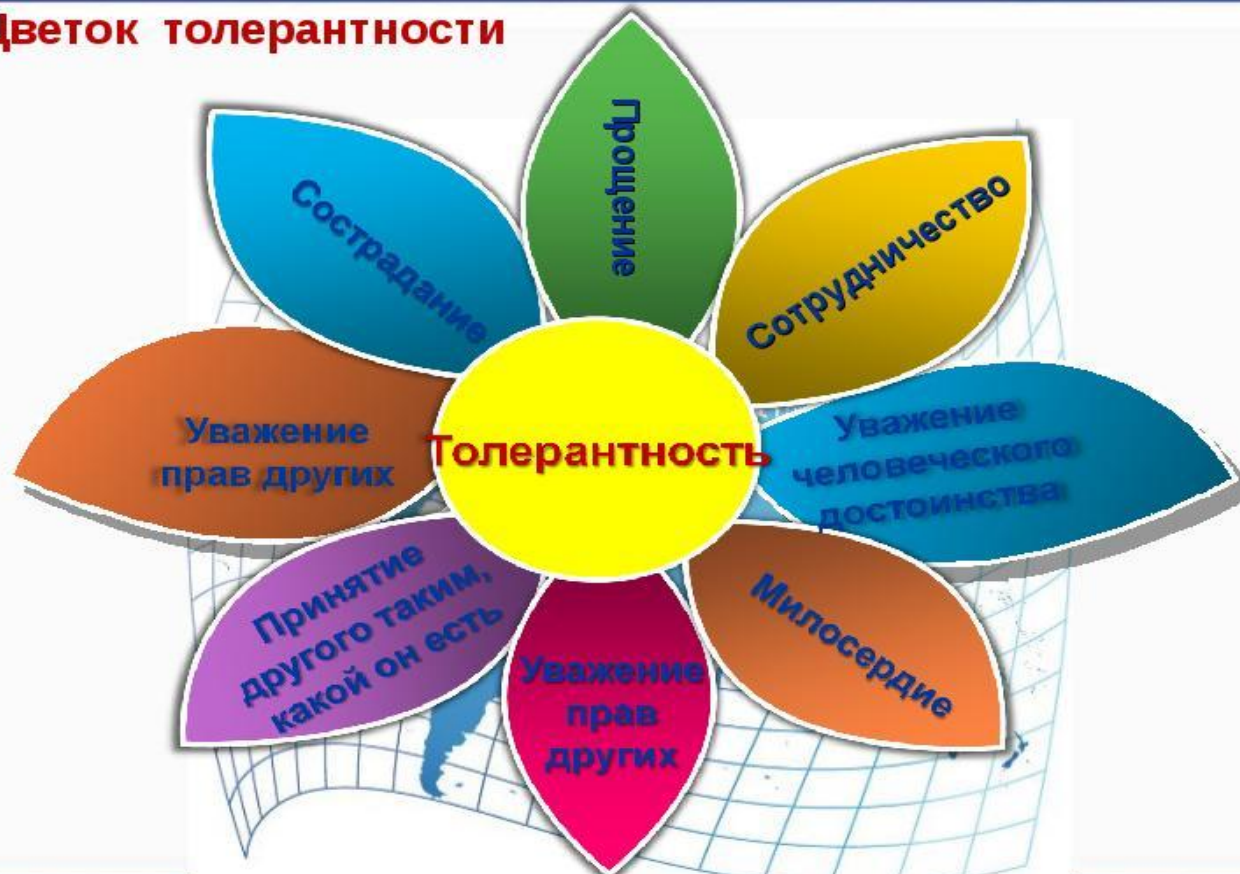 Цветок толерантности
Прощение
Сострадание
Сотрудничество
Уважение
прав других
Толерантность
Уважение
человеческого
достоинства
Принятие
другого таким,
какой он есть
Уважение
прав
других
Милосердие